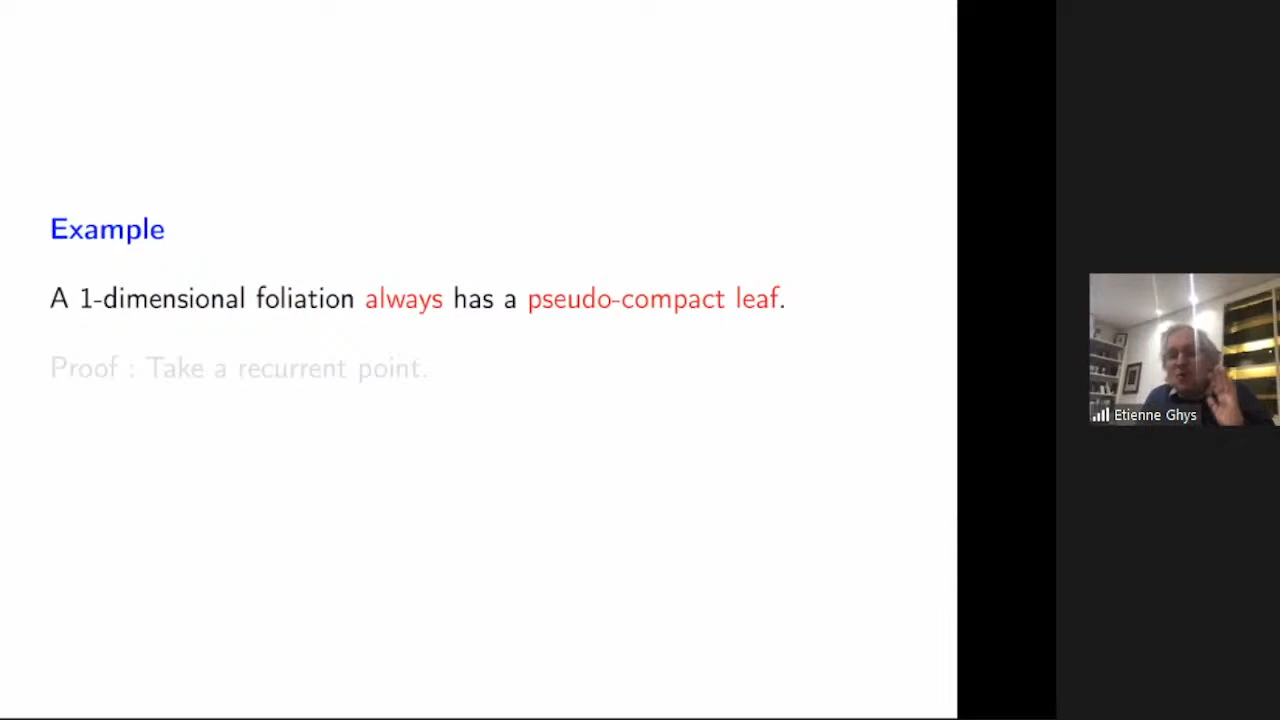 Example
A 1-dimensional foliation always has a pseudo-compact leaf.
Proof : Take a recurrent point.
Etienne Ghys